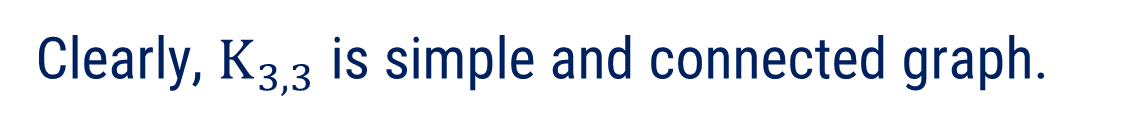 Clearly, K₃,₃ is simple and connected graph.